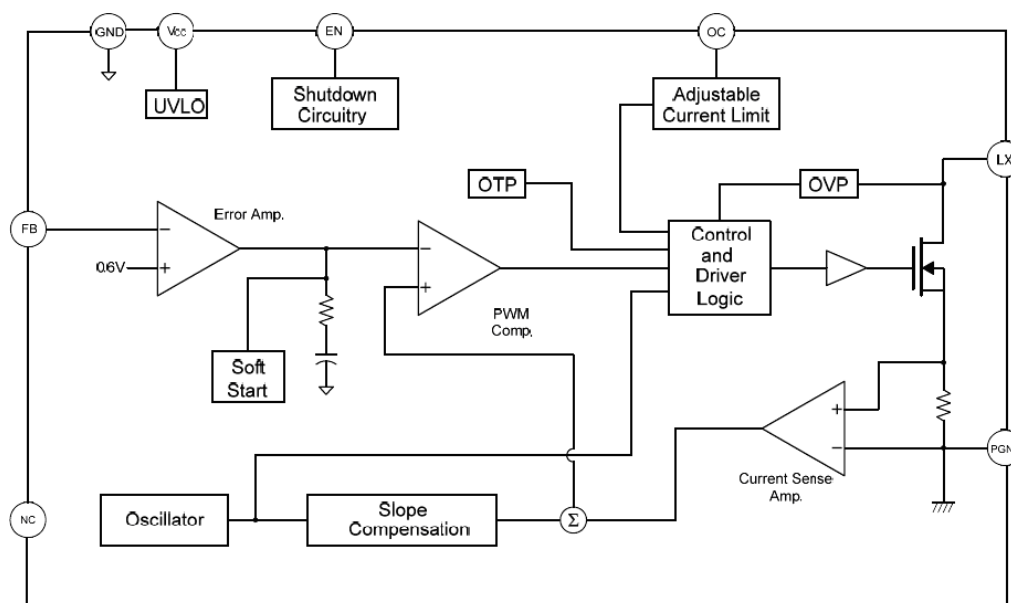 GND
Vcc
EN
OC
UVLO
Shutdown
Circuitry
Adjustable
Current Limit
LX
OTP
OVP
FB
Error Amp.
0.6V
Control
and
Driver
Logic
PWM
Comp.
Soft
Start
Current Sense
Amp.
PGN
NC
Oscillator
Slope
Compensation
Σ